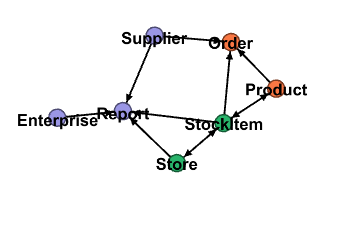 Supplier
Order
Product
Enterprise
Report
StockItem
Store